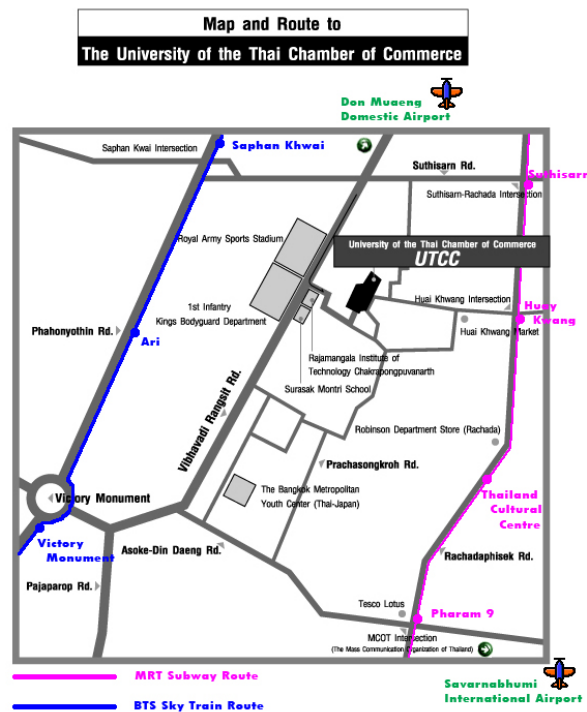 Map and Route to
The University of the Thai Chamber of Commerce
Don Muaeng
Domestic Airport
Saphan Khwai
Saphan Kwai Intersection
Suthisarn Rd.
Suthisarn
Suthisarn-Rachada Intersection
Royal Army Sports Stadium
University of the Thai Chamber of Commerce
UTCC
1st Infantry
Kings Bodyguard Department
Huai Khwang Intersection
Huay
Kwang
Huai Khwang Market
Phahonyothin Rd.
Ari
Rajamangala Institute of
Technology Chakrapongpuvanarth
Surasak Montri School
Vibhavadi Rangsit Rd.
Robinson Department Store (Rachada)
Prachasongkroh Rd.
Thailand
Cultural
Centre
The Bangkok Metropolitan
Youth Center (Thai-Japan)
Victory Monument
Victory
Monument
Asoke-Din Daeng Rd.
Rachadaphisek Rd.
Pajaparop Rd.
Tesco Lotus
Pharam 9
MCOT Intersection
(The Mass Communication Organization of Thailand)
MRT Subway Route
BTS Sky Train Route
Savarnabhumi
International Airport